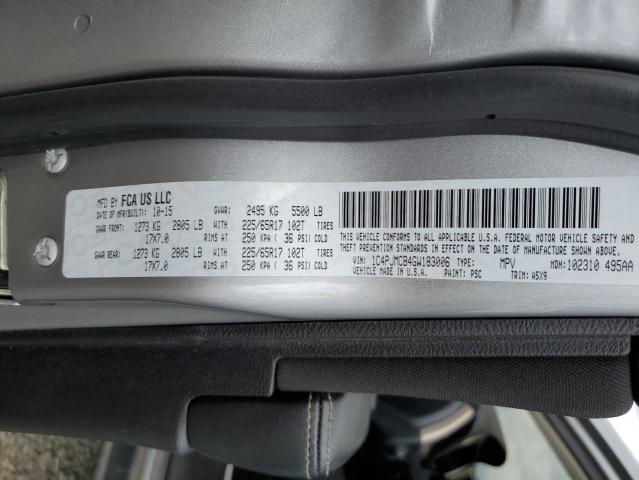 MFD BY FCA US LLC
DATE OF MFR(BUILT): 10-15 GVWR: 2495 KG 5500 LB
GAWR FRONT: 1273 KG 2805 LB 225/65R17 102T TIRES
17X7.0 RIMS AT 250 KPA ( 36 PSI) COLD
GAWR REAR: 1273 KG 2805 LB 225/65R17 102T TIRES
17X7.0 RIMS AT 250 KPA ( 36 PSI) COLD
THIS VEHICLE CONFORMS TO ALL APPLICABLE U.S.A. FEDERAL MOTOR VEHICLE SAFETY AND
THEFT PREVENTION STANDARDS IN EFFECT ON THE DATE OF MANUFACTURE SHOWN ABOVE.
VIN: 1C4PJMCB4GW183006 TYPE: MPV MDH: 102310 495AA
VEHICLE MADE IN U.S.A. PAINT: PSC TRIM: A5X9